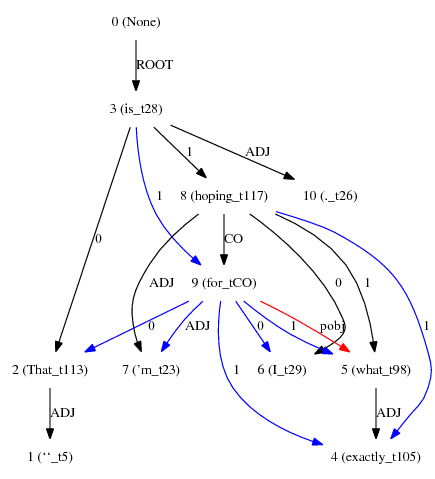 0 (None)
ROOT
3 (is_t28)
1
ADJ
0
1
8 (hoping_t117)
10 (._t26)
CO
ADJ
0
1
9 (for_tCO)
0
ADJ
0
1
pobj
1
1
2 (That_t113)
7 ('m_t23)
6 (I_t29)
5 (what_t98)
ADJ
ADJ
1 (``_t5)
4 (exactly_t105)